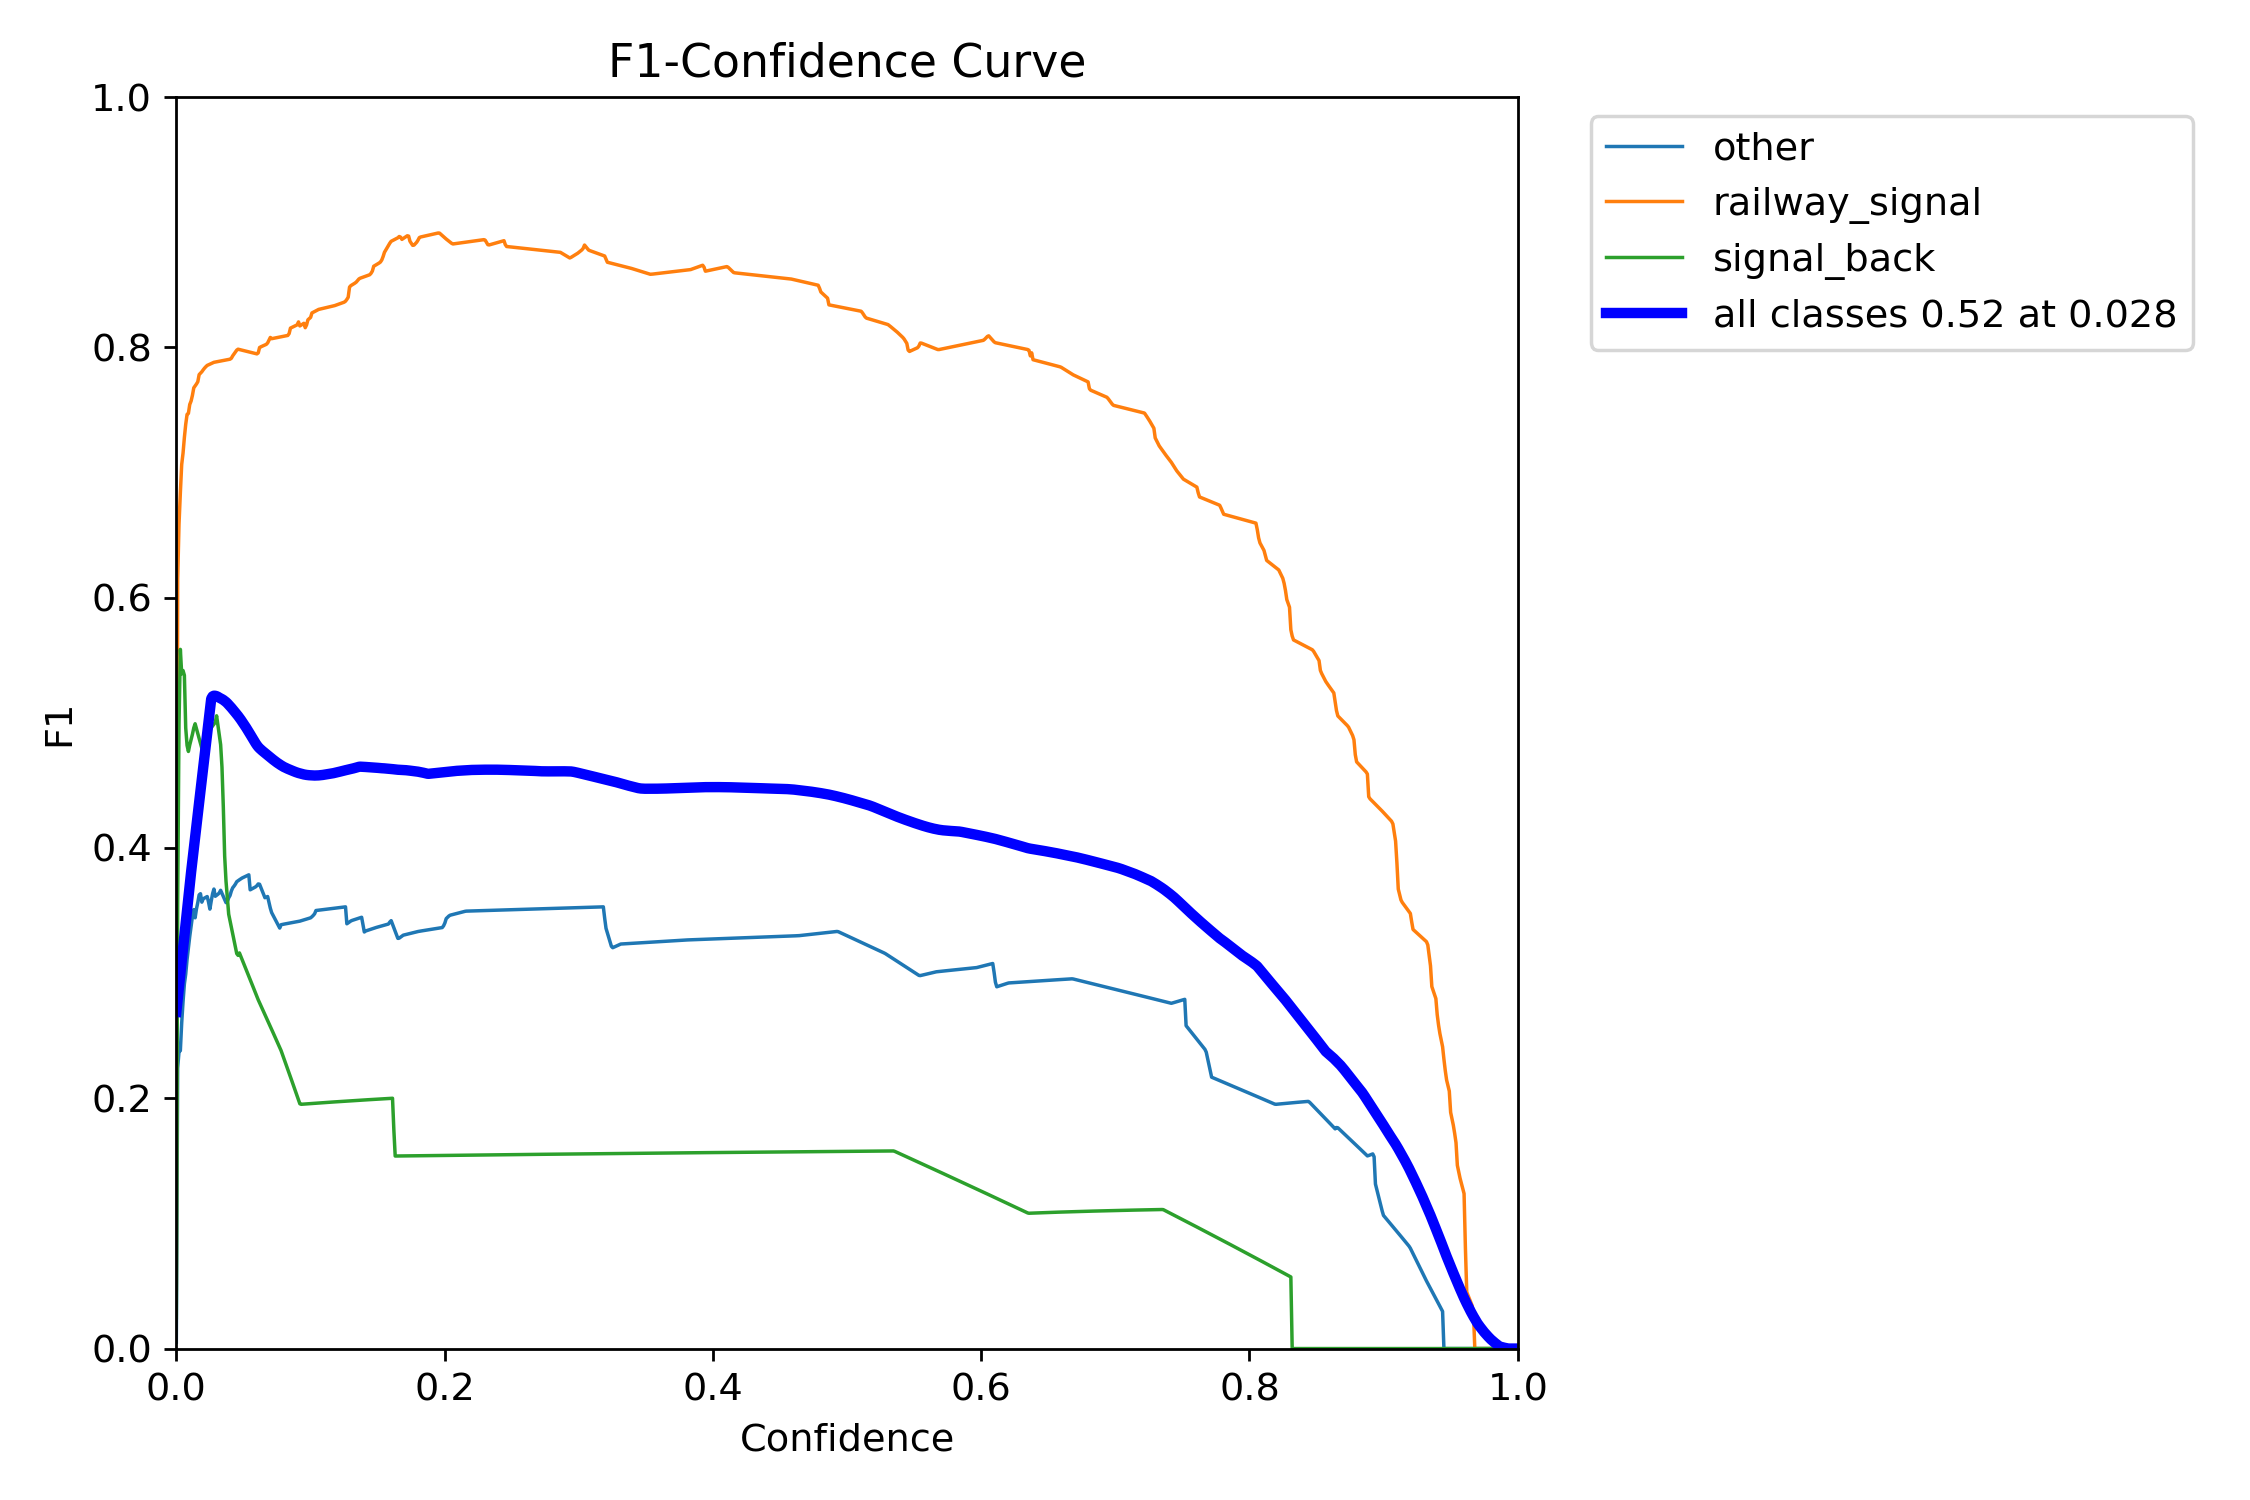 F1-Confidence Curve
1.0
0.8
0.6
0.4
0.2
0.0
F1
0.0 0.2 0.4 0.6 0.8 1.0
Confidence
other
railway_signal
signal_back
all classes 0.52 at 0.028